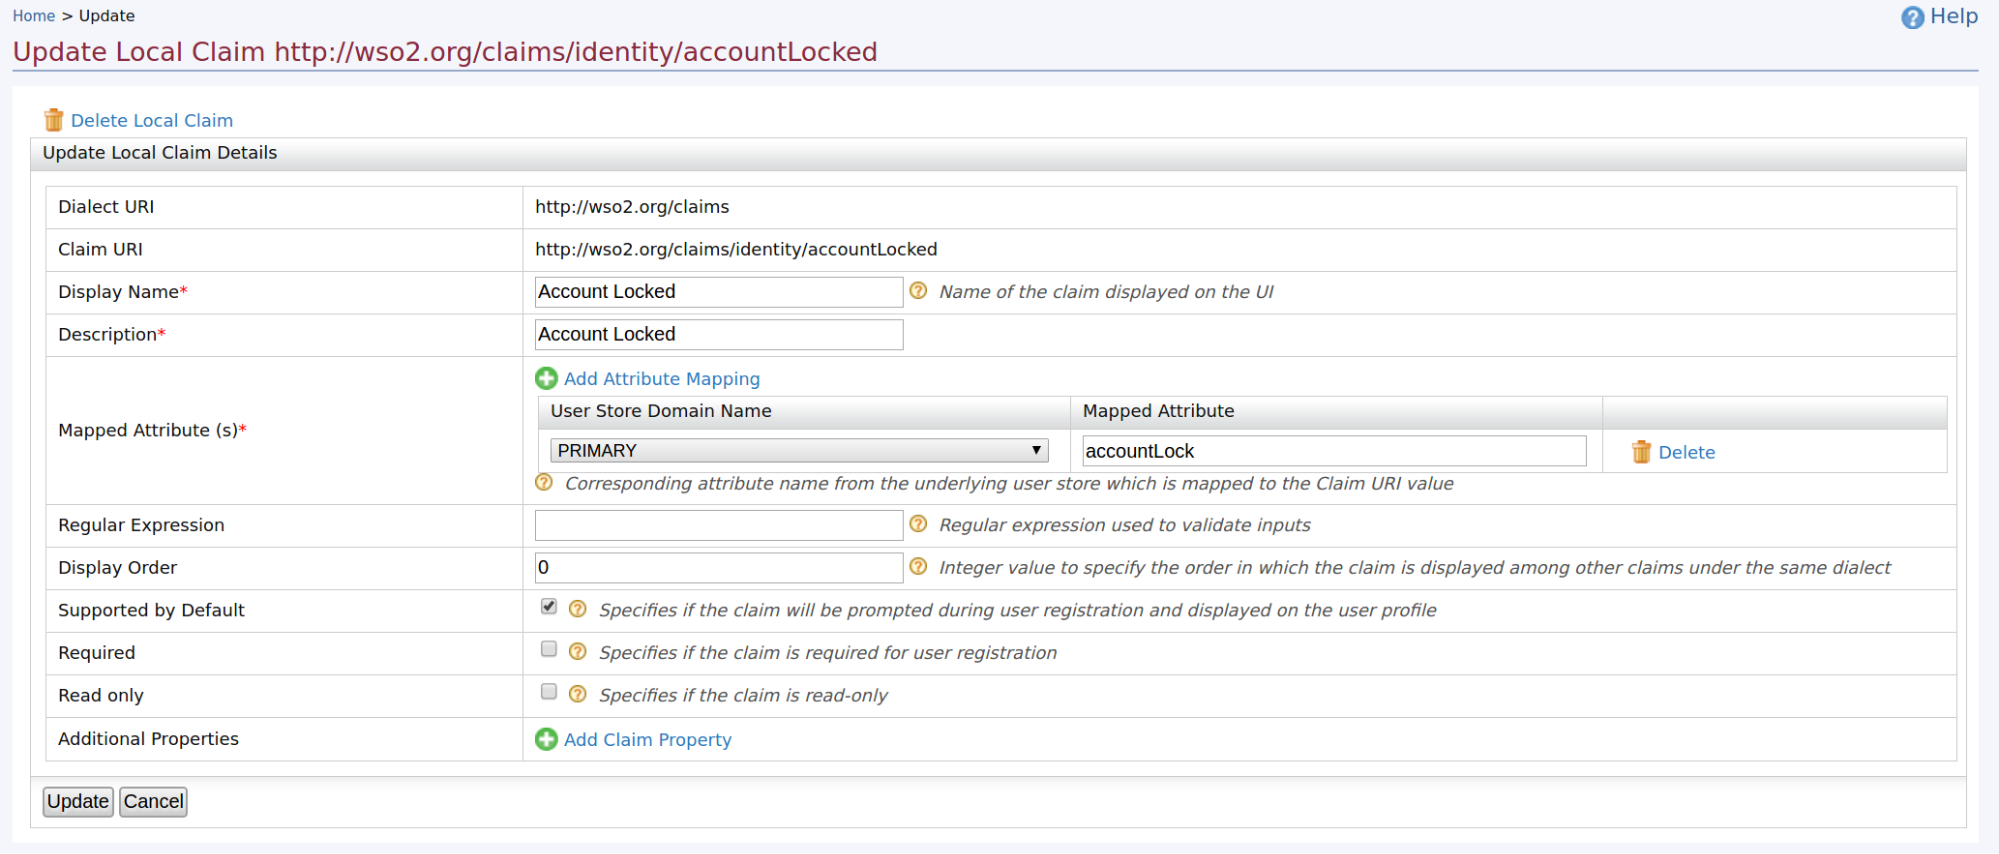 Home > Update
Help
Update Local Claim http://wso2.org/claims/identity/accountLocked
Delete Local Claim
Update Local Claim Details
Dialect URI http://wso2.org/claims
Claim URI http://wso2.org/claims/identity/accountLocked
Display Name* Account Locked Name of the claim displayed on the UI
Description* Account Locked
Add Attribute Mapping
User Store Domain Name Mapped Attribute
Mapped Attribute (s)*
PRIMARY accountLock Delete
Corresponding attribute name from the underlying user store which is mapped to the Claim URI value
Regular Expression Regular expression used to validate inputs
Display Order 0 Integer value to specify the order in which the claim is displayed among other claims under the same dialect
Supported by Default Specifies if the claim will be prompted during user registration and displayed on the user profile
Required Specifies if the claim is required for user registration
Read only Specifies if the claim is read-only
Additional Properties Add Claim Property
Update Cancel